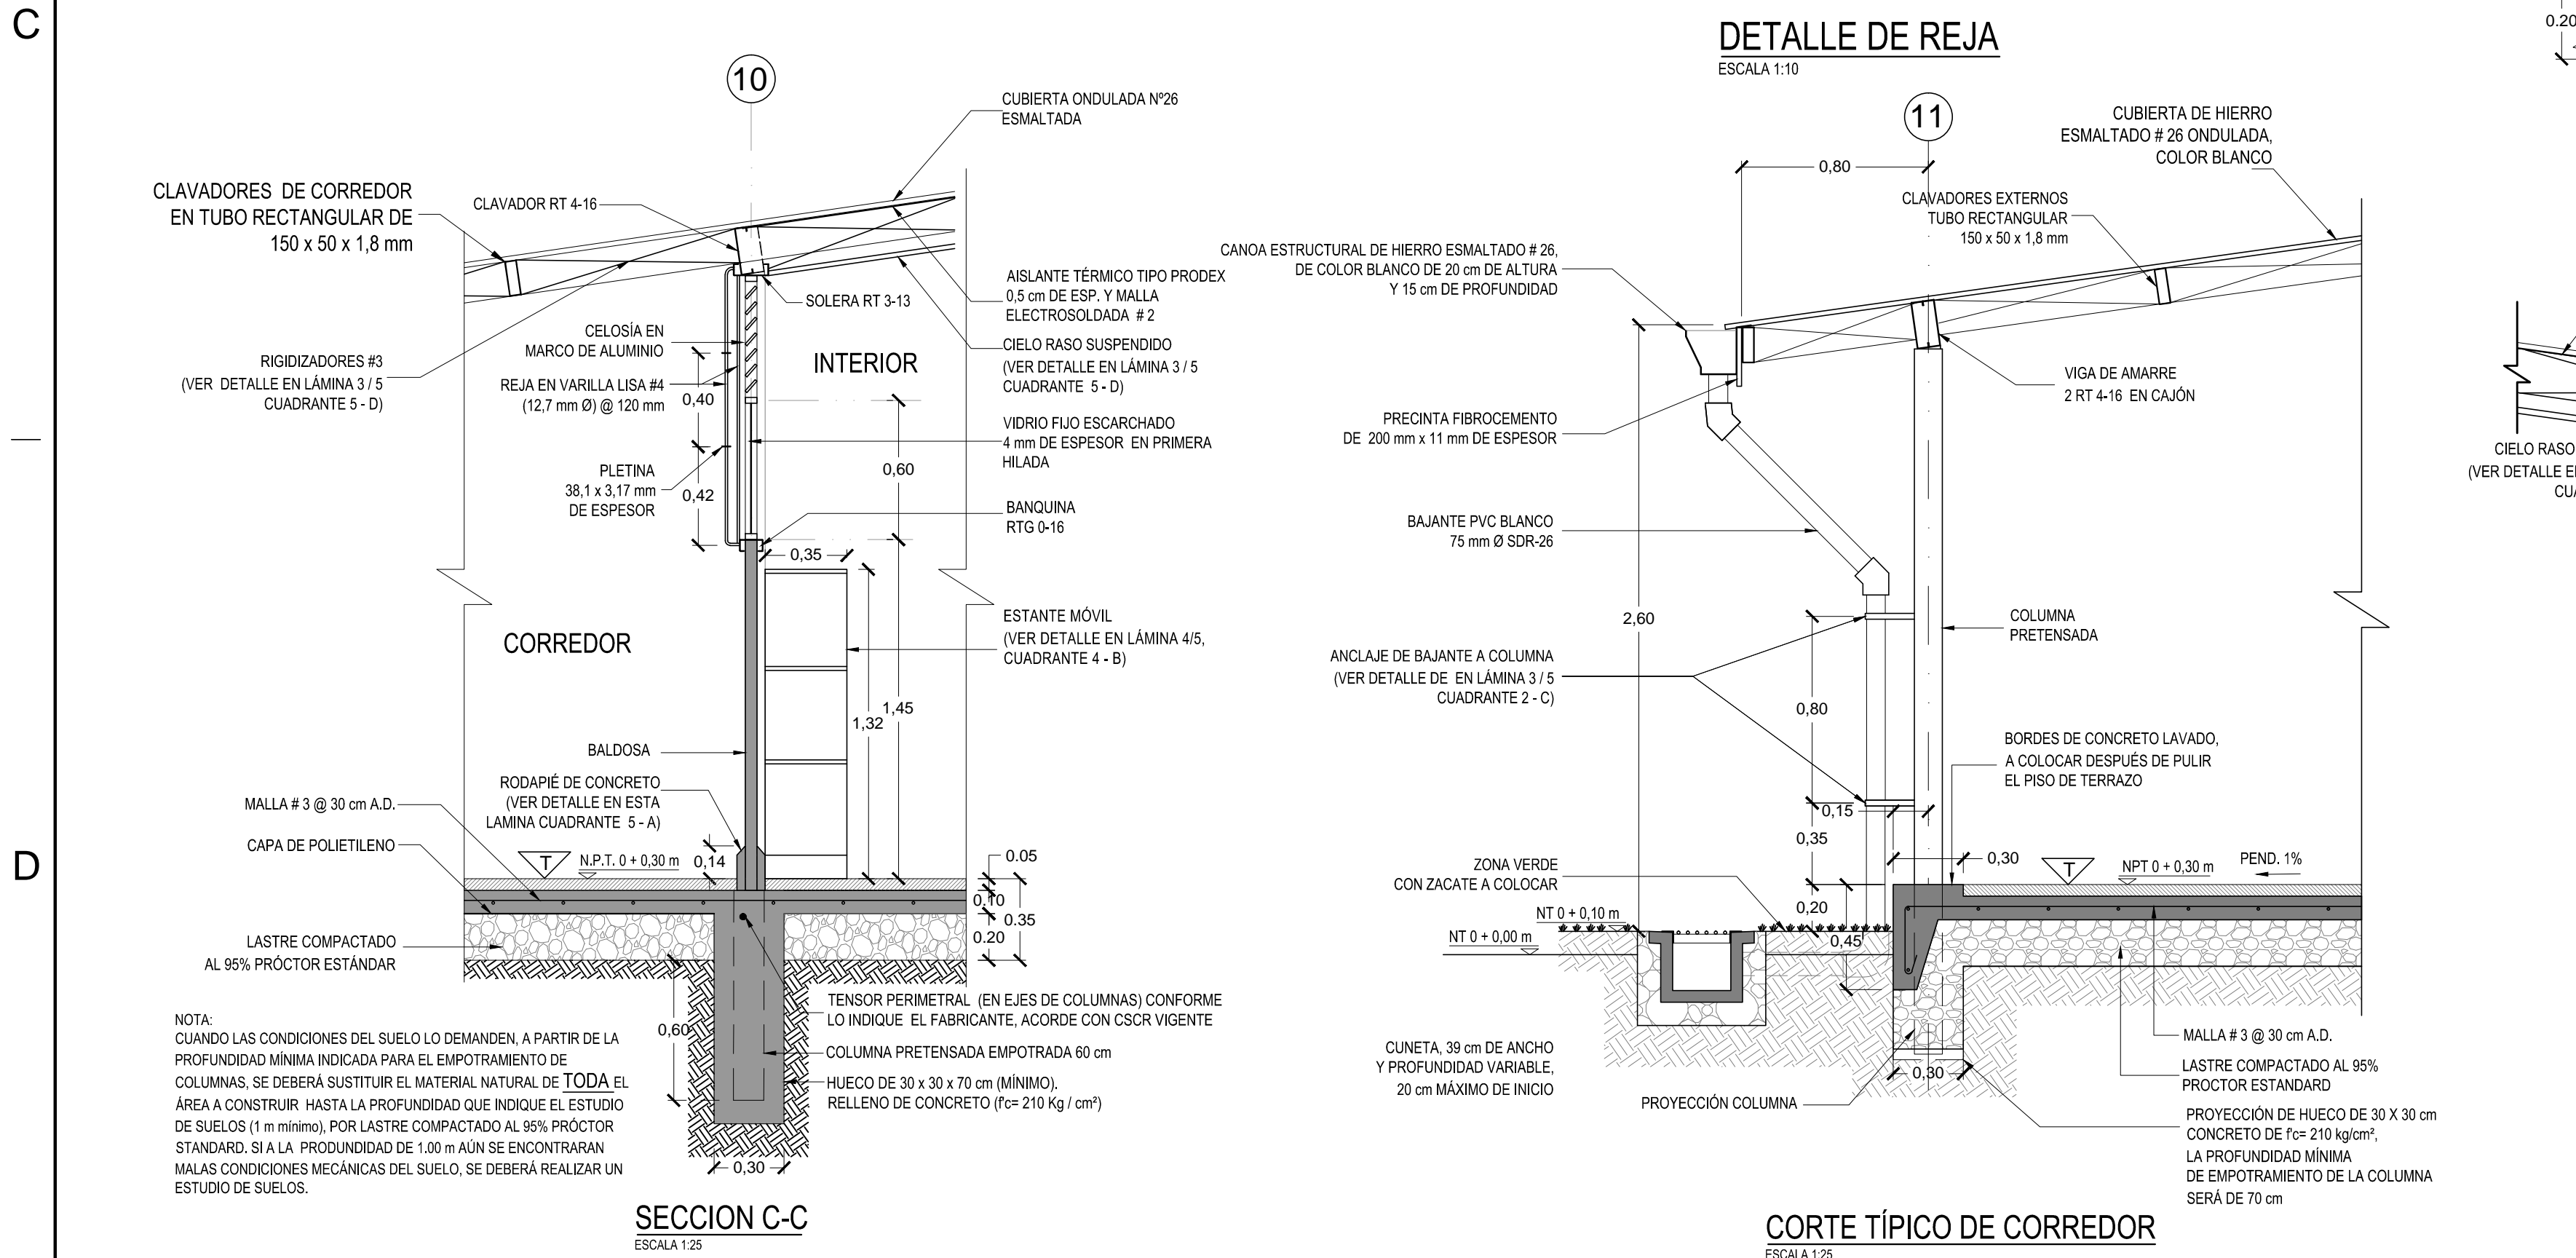 C
D
10
CUBIERTA ONDULADA Nº26
ESMALTADA
CLAVADORES DE CORREDOR
EN TUBO RECTANGULAR DE
150 x 50 x 1,8 mm
CLAVADOR RT 4-16
SOLERA RT 3-13
AISLANTE TÉRMICO TIPO PRODEX
0,5 cm DE ESP. Y MALLA
ELECTROSOLDADA # 2
CELOSÍA EN
MARCO DE ALUMINIO
INTERIOR
CIELO RASO SUSPENDIDO
(VER DETALLE EN LÁMINA 3 / 5
CUADRANTE 5 - D)
RIGIDIZADORES #3
(VER DETALLE EN LÁMINA 3 / 5
CUADRANTE 5 - D)
REJA EN VARILLA LISA #4
(12,7 mm Ø) @ 120 mm
0,40
VIDRIO FIJO ESCARCHADO
4 mm DE ESPESOR EN PRIMERA
HILADA
0,60
PLETINA
38,1 x 3,17 mm
DE ESPESOR
0,42
BANQUINA
RTG 0-16
0,35
ESTANTE MÓVIL
(VER DETALLE EN LÁMINA 4/5,
CUADRANTE 4 - B)
CORREDOR
1,45
1,32
BALDOSA
RODAPIÉ DE CONCRETO
(VER DETALLE EN ESTA
LAMINA CUADRANTE 5 - A)
MALLA # 3 @ 30 cm A.D.
CAPA DE POLIETILENO
T
N.P.T. 0 + 0,30 m
0,14
0.05
0.10
0.35
0.20
LASTRE COMPACTADO
AL 95% PRÓCTOR ESTÁNDAR
0,60
TENSOR PERIMETRAL (EN EJES DE COLUMNAS) CONFORME
LO INDIQUE EL FABRICANTE, ACORDE CON CSCR VIGENTE
COLUMNA PRETENSADA EMPOTRADA 60 cm
HUECO DE 30 x 30 x 70 cm (MÍNIMO).
RELLENO DE CONCRETO (f'c= 210 Kg / cm²)
0,30
NOTA:
CUANDO LAS CONDICIONES DEL SUELO LO DEMANDEN, A PARTIR DE LA
PROFUNDIDAD MÍNIMA INDICADA PARA EL EMPOTRAMIENTO DE
COLUMNAS, SE DEBERÁ SUSTITUIR EL MATERIAL NATURAL DE TODA EL
ÁREA A CONSTRUIR HASTA LA PROFUNDIDAD QUE INDIQUE EL ESTUDIO
DE SUELOS (1 m mínimo), POR LASTRE COMPACTADO AL 95% PRÓCTOR
STANDARD. SI A LA PRODUNDIDAD DE 1.00 m AÚN SE ENCONTRARAN
MALAS CONDICIONES MECÁNICAS DEL SUELO, SE DEBERÁ REALIZAR UN
ESTUDIO DE SUELOS.
SECCION C-C
ESCALA 1:25
DETALLE DE REJA
ESCALA 1:10
11
0,80
CUBIERTA DE HIERRO
ESMALTADO # 26 ONDULADA,
COLOR BLANCO
CLAVADORES EXTERNOS
TUBO RECTANGULAR
150 x 50 x 1,8 mm
CANOA ESTRUCTURAL DE HIERRO ESMALTADO # 26,
DE COLOR BLANCO DE 20 cm DE ALTURA
Y 15 cm DE PROFUNDIDAD
VIGA DE AMARRE
2 RT 4-16 EN CAJÓN
PRECINTA FIBROCEMENTO
DE 200 mm x 11 mm DE ESPESOR
BAJANTE PVC BLANCO
75 mm Ø SDR-26
2,60
COLUMNA
PRETENSADA
ANCLAJE DE BAJANTE A COLUMNA
(VER DETALLE DE EN LÁMINA 3 / 5
CUADRANTE 2 - C)
0,80
BORDES DE CONCRETO LAVADO,
A COLOCAR DESPUÉS DE PULIR
EL PISO DE TERRAZO
0,15
0,35
0,30
ZONA VERDE
CON ZACATE A COLOCAR
T
NPT 0 + 0,30 m
PEND. 1%
0,20
NT 0 + 0,10 m
NT 0 + 0,00 m
0,45
CUNETA, 39 cm DE ANCHO
Y PROFUNDIDAD VARIABLE,
20 cm MÁXIMO DE INICIO
PROYECCIÓN COLUMNA
0,30
MALLA # 3 @ 30 cm A.D.
LASTRE COMPACTADO AL 95%
PROCTOR ESTANDARD
PROYECCIÓN DE HUECO DE 30 X 30 cm
CONCRETO DE f'c= 210 kg/cm²,
LA PROFUNDIDAD MÍNIMA
DE EMPOTRAMIENTO DE LA COLUMNA
SERÁ DE 70 cm
CORTE TÍPICO DE CORREDOR
ESCALA 1:25
0.20
CIELO RASO
(VER DETALLE